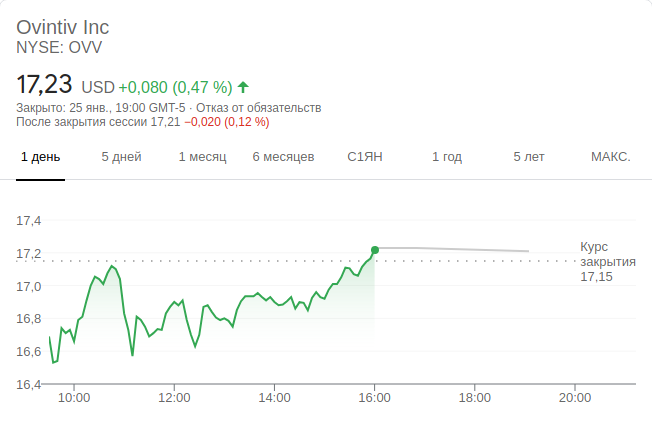 Ovintiv Inc
NYSE: OVV
17,23 USD +0,080 (0,47 %)
Закрыто: 25 янв., 19:00 GMT-5 · Отказ от обязательств
После закрытия сессии 17,21 −0,020 (0,12 %)
1 день 5 дней 1 месяц 6 месяцев С1ЯН 1 год 5 лет МАКС.
17,4
17,2
17,0
16,8
16,6
16,4
Курс
закрытия
17,15
10:00 12:00 14:00 16:00 18:00 20:00